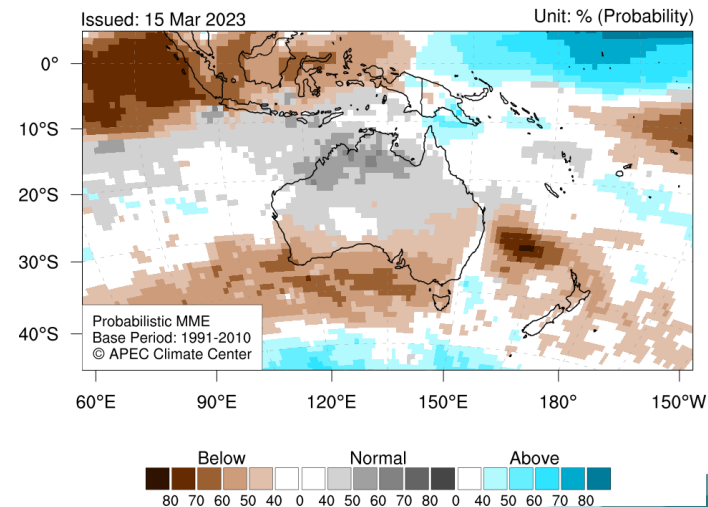 Issued: 15 Mar 2023
Unit: % (Probability)
0°
10°S
20°S
30°S
40°S
Probabilistic MME
Base Period: 1991-2010
© APEC Climate Center
60°E 90°E 120°E 150°E 180° 150°W
Below Normal Above
80 70 60 50 40 0 40 50 60 70 80 0 40 50 60 70 80